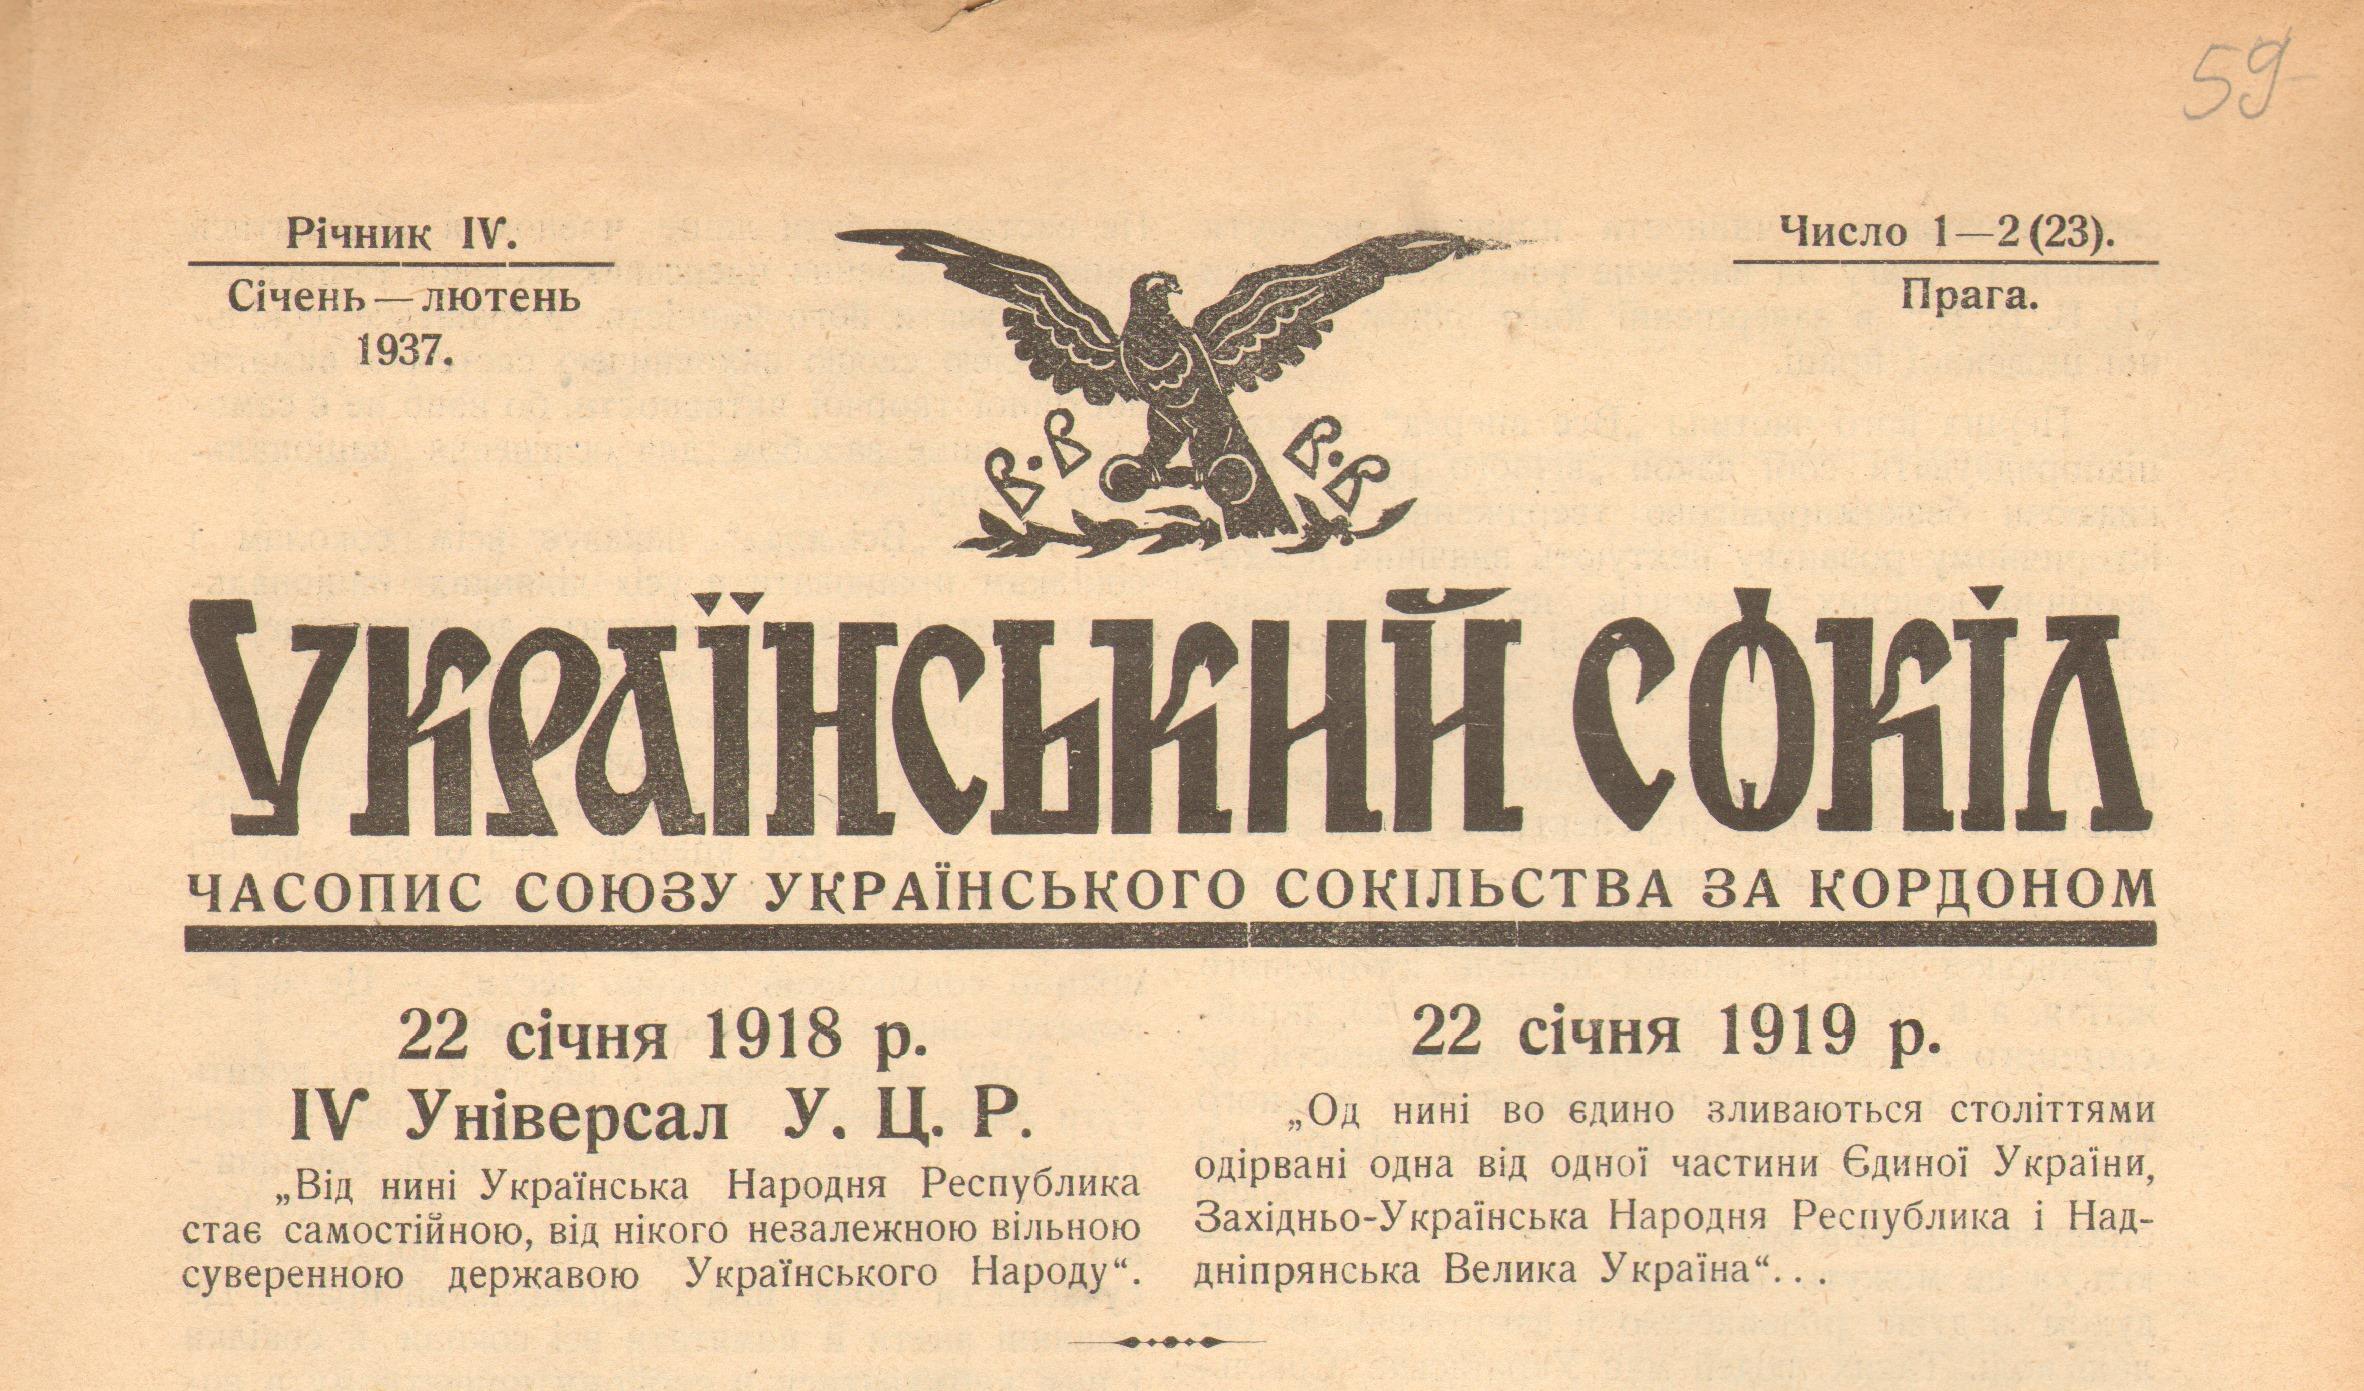 59
Річник IV.
Січень — лютень
1937.
Число 1—2 (23).
Прага.
В·В
В·В
УКРАЇНСЬКИЙ СОКІЛ
ЧАСОПИС СОЮЗУ УКРАЇНСЬКОГО СОКІЛЬСТВА ЗА КОРДОНОМ
22 січня 1918 р.
IV Універсал У. Ц. Р.
„Від нині Українська Народня Республика
стає самостійною, від нікого незалежною вільною
суверенною державою Українського Народу“.
22 січня 1919 р.
„Од нині во єдино зливаються століттями
одірвані одна від одної частини Єдиної України,
Західньо-Українська Народня Республика і Над-
дніпрянська Велика Україна“...